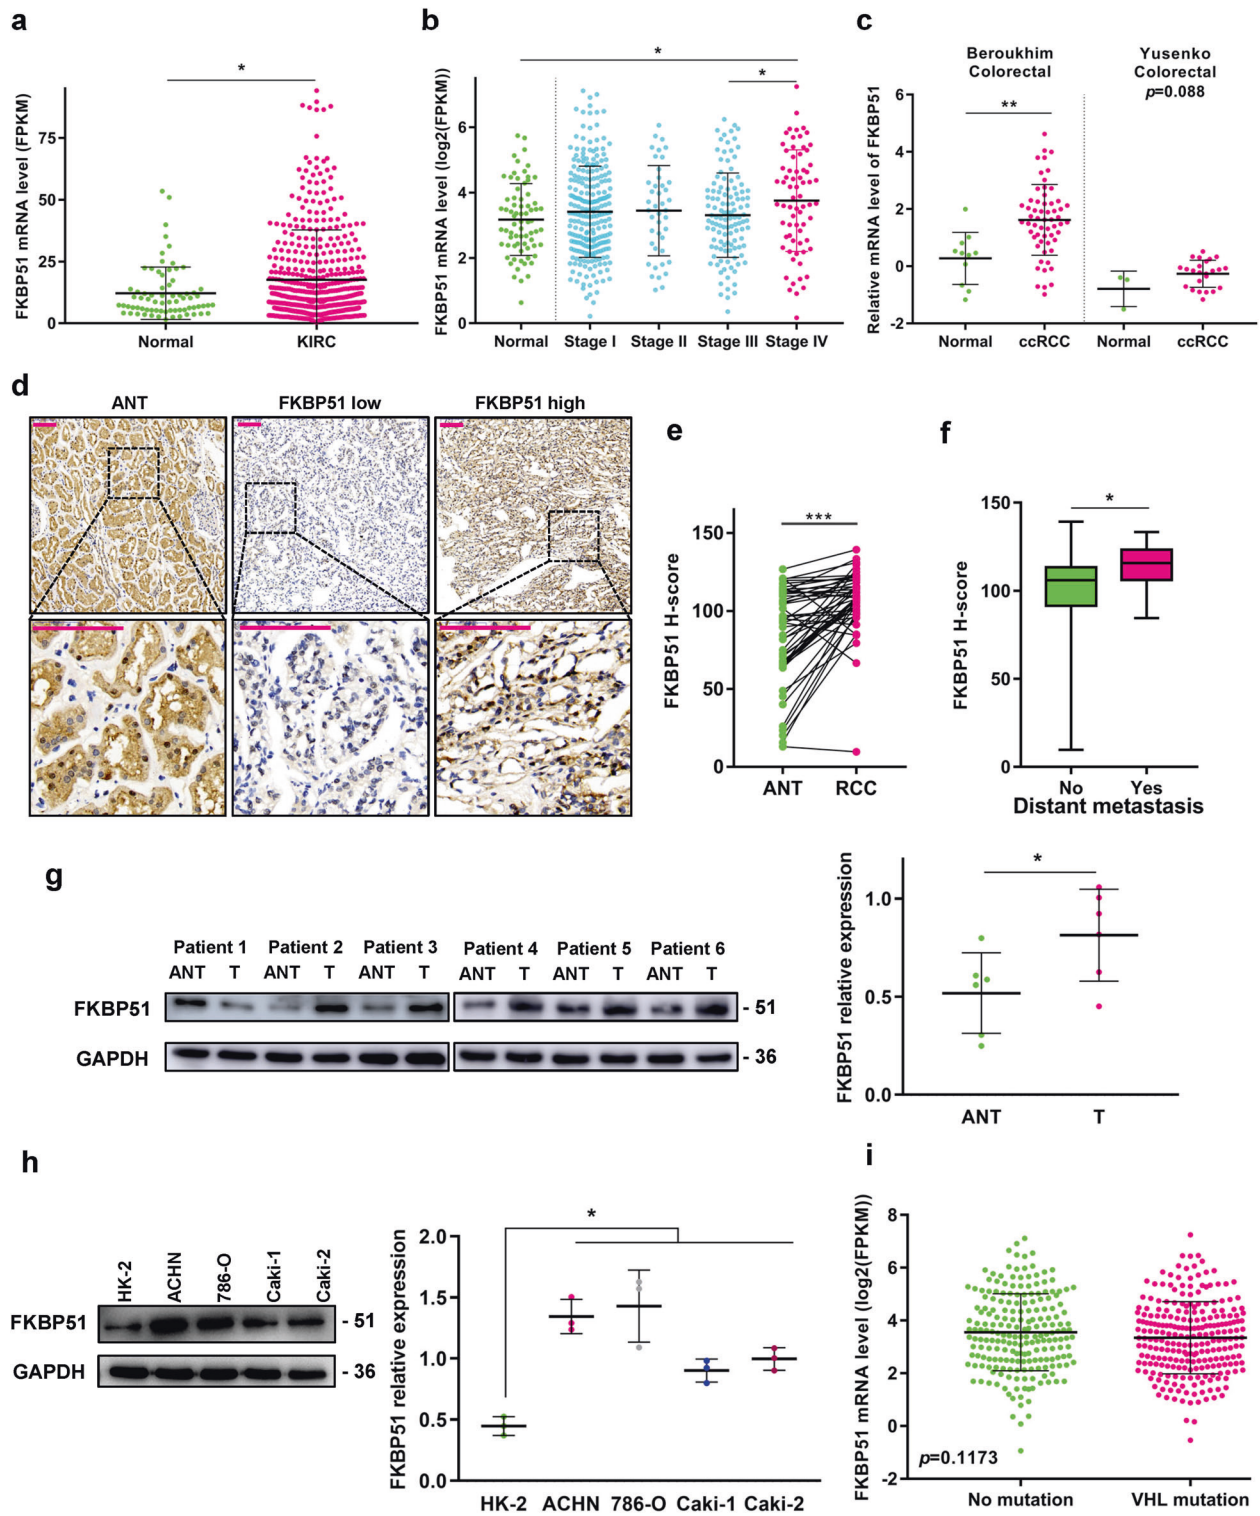 a
*
FKBP51 mRNA level (FPKM)
75
50
25
0
Normal KIRC
b
*
*
FKBP51 mRNA level (log2(FPKM))
6
4
2
0
Normal Stage I Stage II Stage III Stage IV
c
Beroukhim
Colorectal
Yusenko
Colorectal
p=0.088
**
Relative mRNA level of FKBP51
6
4
2
0
-2
Normal ccRCC Normal ccRCC
d
ANT FKBP51 low FKBP51 high
e
***
FKBP51 H-score
150
100
50
0
ANT RCC
f
*
FKBP51 H-score
150
100
50
0
No Yes
Distant metastasis
g
Patient 1 Patient 2 Patient 3 Patient 4 Patient 5 Patient 6
ANT T ANT T ANT T ANT T ANT T ANT T
FKBP51 - 51
GAPDH - 36
*
FKBP51 relative expression
1.0
0.5
0.0
ANT T
h
HK-2 ACHN 786-O Caki-1 Caki-2
FKBP51 - 51
GAPDH - 36
*
FKBP51 relative expression
2.0
1.5
1.0
0.5
0.0
HK-2 ACHN 786-O Caki-1 Caki-2
i
FKBP51 mRNA level (log2(FPKM))
8
6
4
2
0
-2
p=0.1173
No mutation VHL mutation